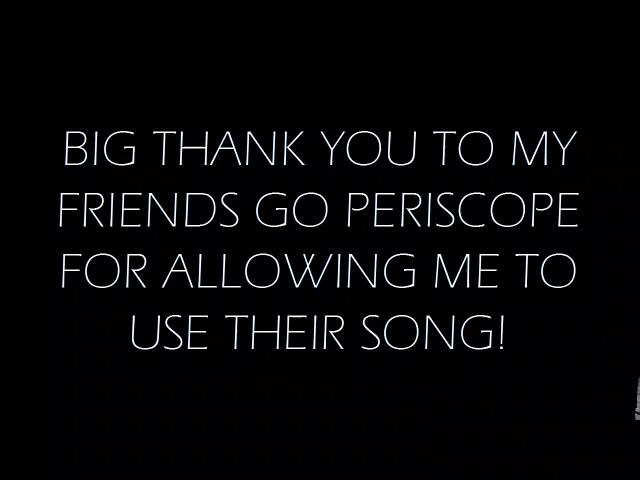 BIG THANK YOU TO MY
FRIENDS GO PERISCOPE
FOR ALLOWING ME TO
USE THEIR SONG!